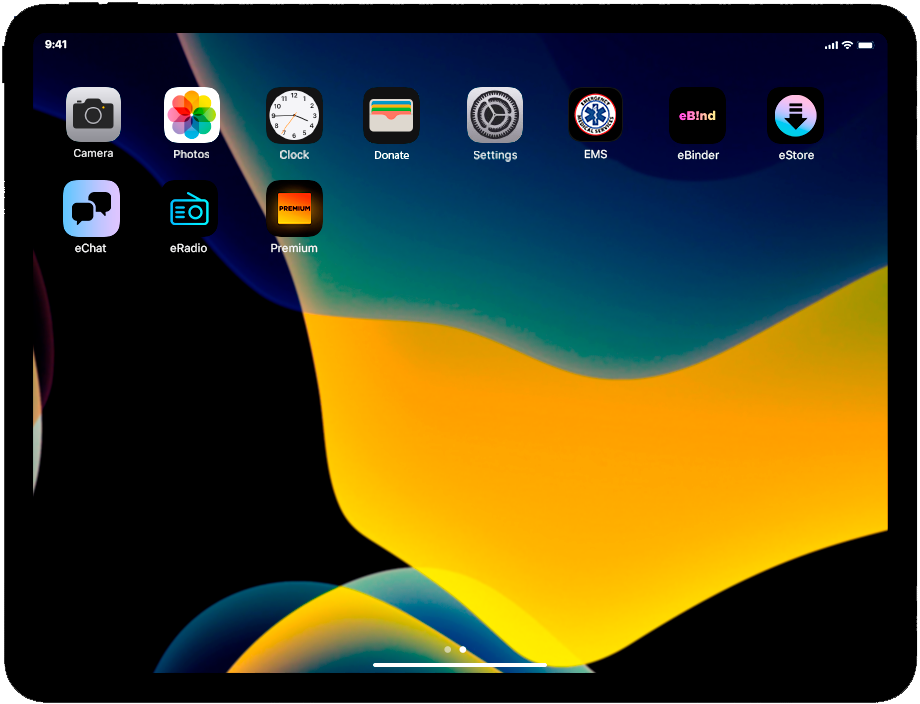 9:41
Camera
Photos
Clock
Donate
Settings
EMS
eBinder
eStore
12
11
1
10
2
9
3
8
4
7
5
6
EMERGENCY
MEDICAL SERVICES
eB!nd
eChat
eRadio
Premium
PREMIUM